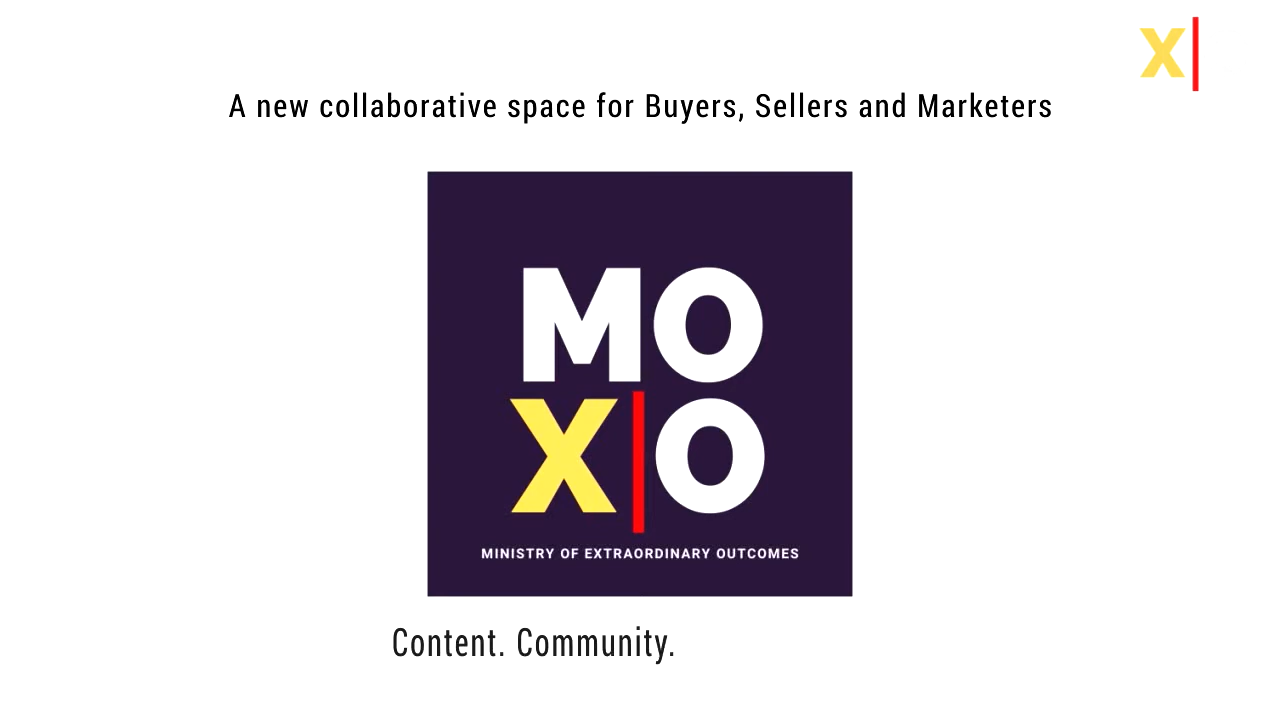 X|
A new collaborative space for Buyers, Sellers and Marketers
MO
X|O
MINISTRY OF EXTRAORDINARY OUTCOMES
Content. Community.